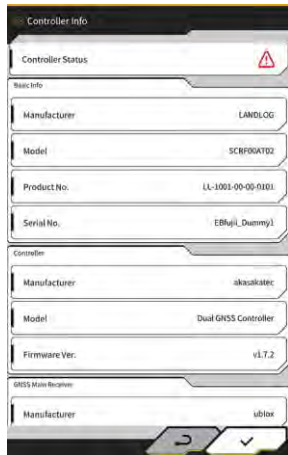 Controller Info
Controller Status
Basic Info
Manufacturer LANDLOG
Model SCRF00AT02
Product No. LL-1001-00-00-0101
Serial No. EBfujii_Dummy1
Controller
Manufacturer akasakatec
Model Dual GNSS Controller
Firmware Ver. v1.7.2
GNSS Main Receiver
Manufacturer ublox